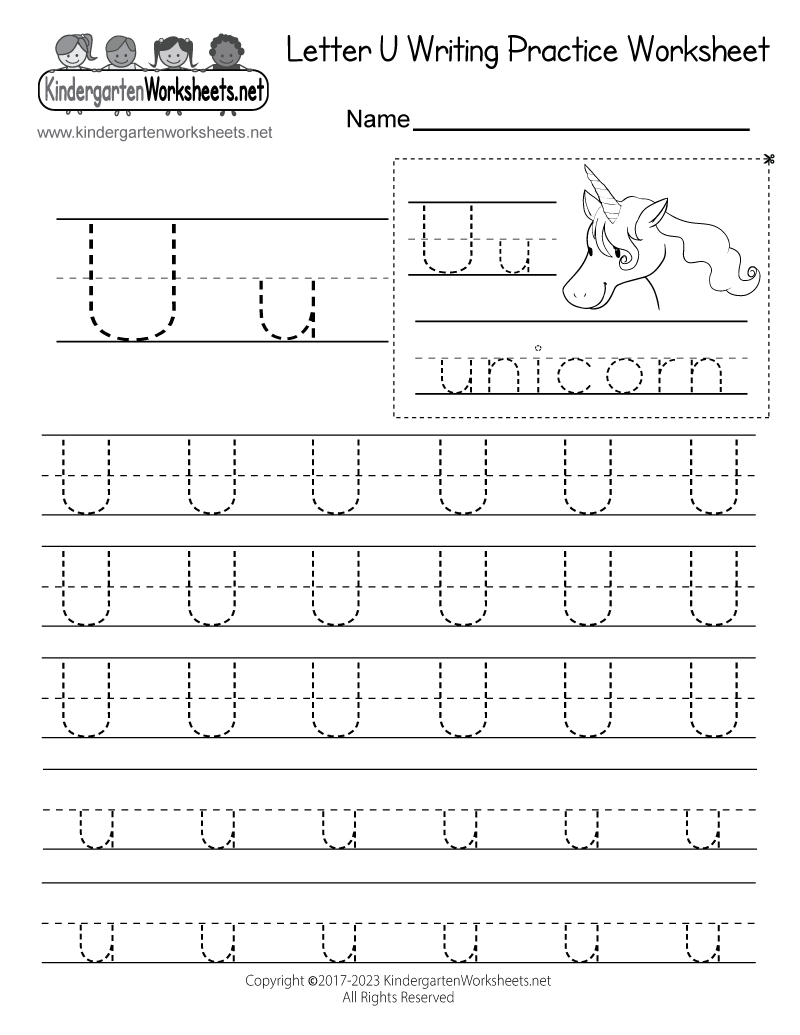 Letter U Writing Practice Worksheet
KindergartenWorksheets.net
www.kindergartenworksheets.net
Name
U u
U u
unicorn
U U U U U U
U U U U U U
U U U U U U
u u u u u u
u u u u u u
Copyright ©2017-2023 KindergartenWorksheets.net
All Rights Reserved